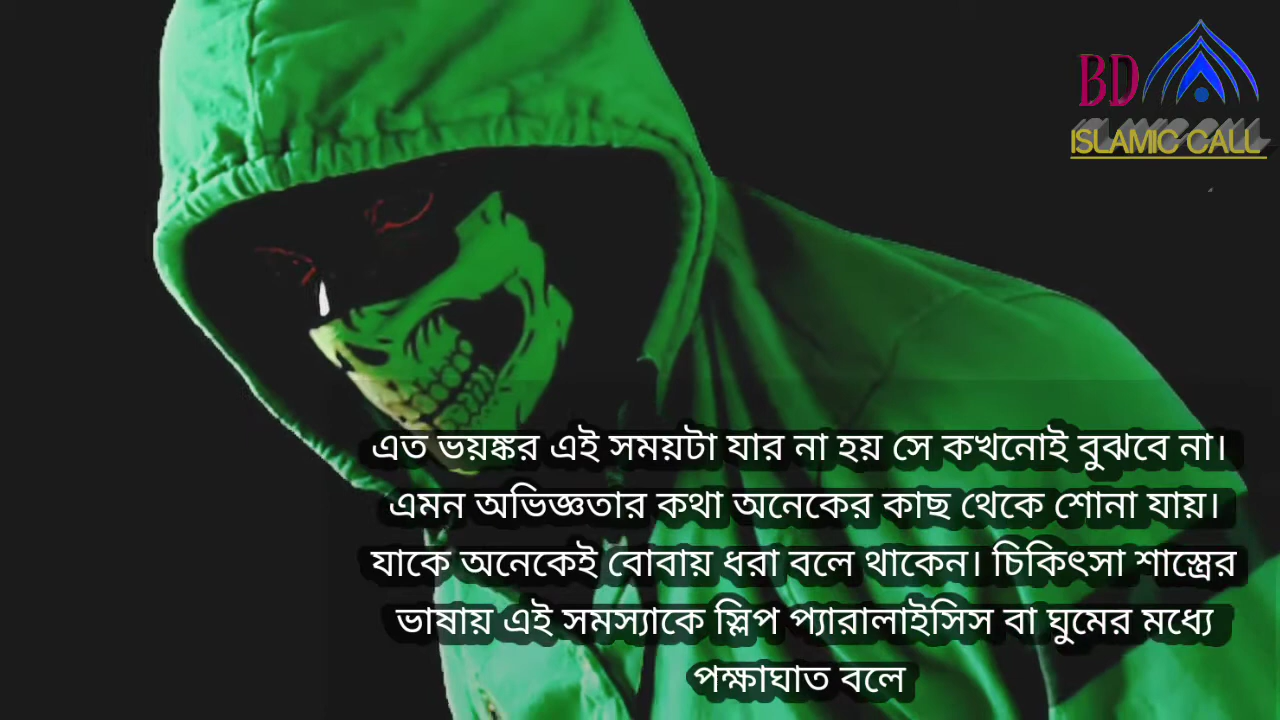 BD
ISLAMIC CALL
এত ভয়ঙ্কর এই সময়টা যার না হয় সে কখনোই বুঝবে না।
এমন অভিজ্ঞতার কথা অনেকের কাছ থেকে শোনা যায়।
যাকে অনেকেই বোবায় ধরা বলে থাকেন। চিকিৎসা শাস্ত্রের
ভাষায় এই সমস্যাকে স্লিপ প্যারালাইসিস বা ঘুমের মধ্যে
পক্ষাঘাত বলে